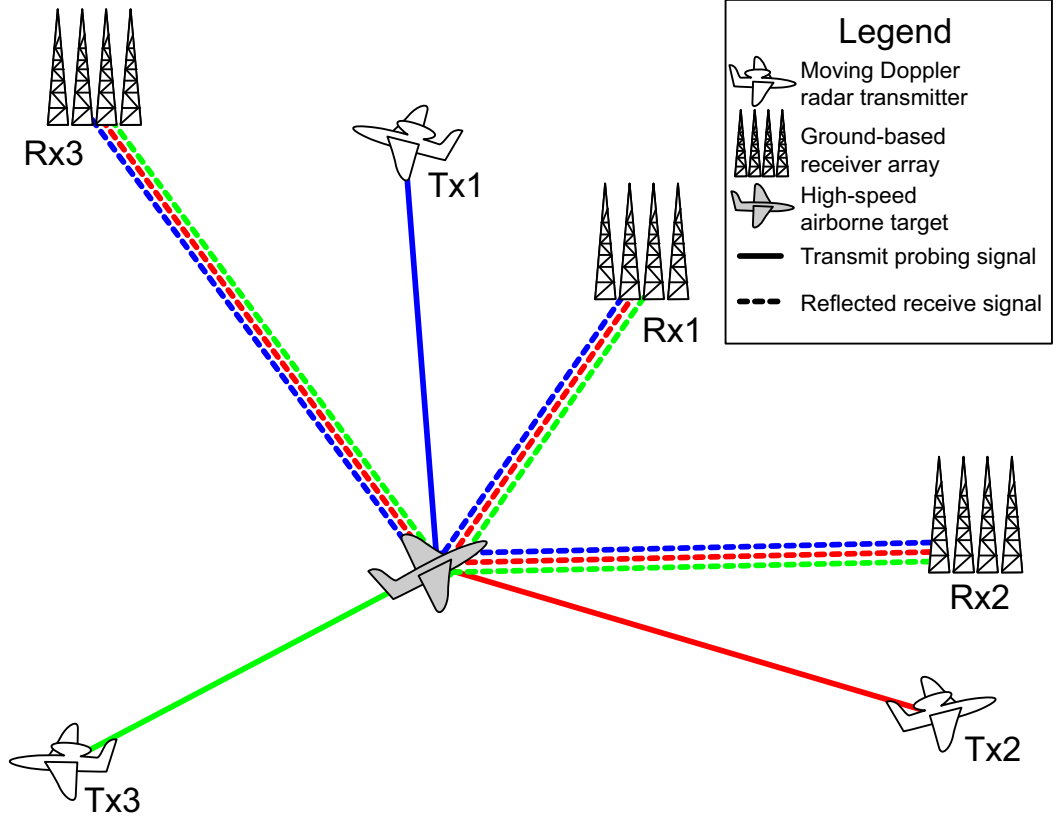 Legend
Moving Doppler
radar transmitter
Ground-based
receiver array
High-speed
airborne target
Transmit probing signal
Reflected receive signal
Rx3
Tx1
Rx1
Rx2
Tx2
Tx3